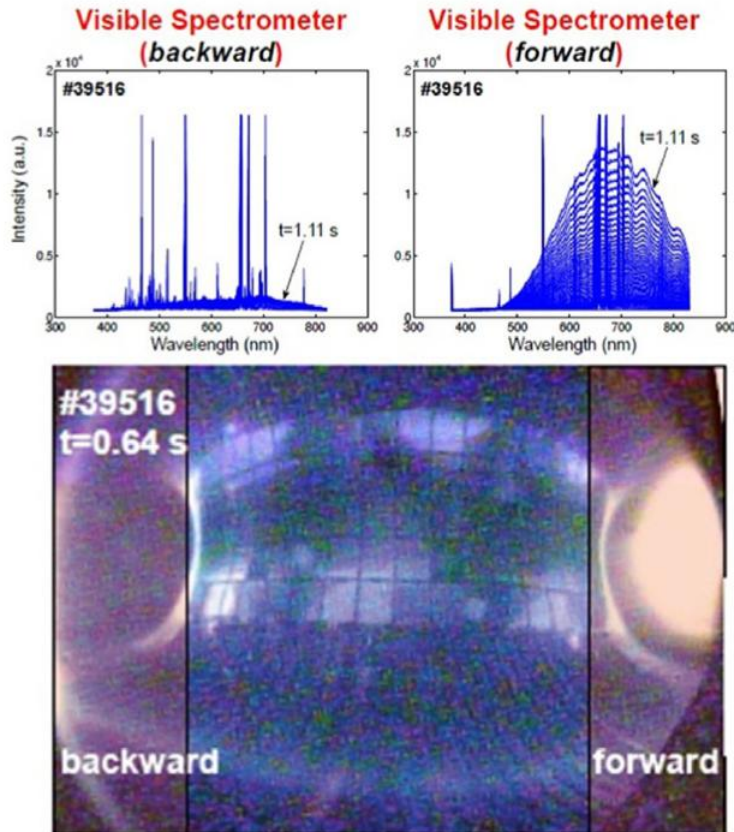 Visible Spectrometer
(backward)
Visible Spectrometer
(forward)
2 x 10⁴
#39516
1.5
1
0.5
0
Intensity (a.u.)
t=1.11 s
300 400 500 600 700 800 900
Wavelength (nm)
2 x 10⁴
#39516
1.5
1
0.5
0
t=1.11 s
300 400 500 600 700 800 900
Wavelength (nm)
#39516
t=0.64 s
backward
forward